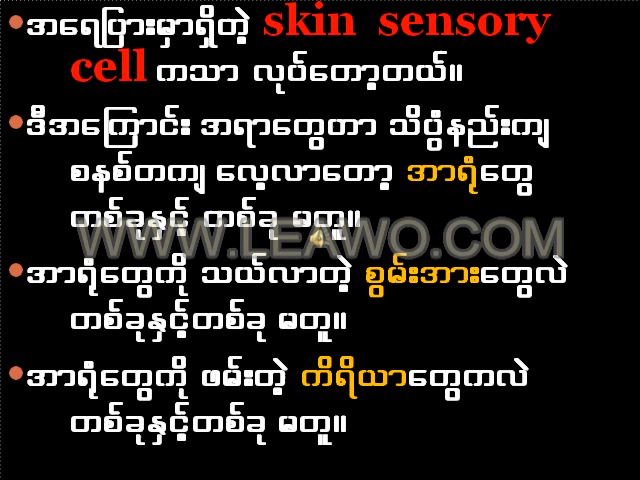 •အရေပြားမှာရှိတဲ့ skin sensory
cell ကသာ လုပ်တော့တယ်။
•ဒီအကြောင်း အရာတွေဟာ သိပ္ပံနည်းကျ
စနစ်တကျ လေ့လာတော့ အာရုံတွေ
တစ်ခုနှင့် တစ်ခု မတူ။
WWW.LEAWO.COM
•အာရုံတွေကို သယ်လာတဲ့ စွမ်းအားတွေလဲ
တစ်ခုနှင့်တစ်ခု မတူ။
•အာရုံတွေကို ဖမ်းတဲ့ ကိရိယာတွေကလဲ
တစ်ခုနှင့်တစ်ခု မတူ။